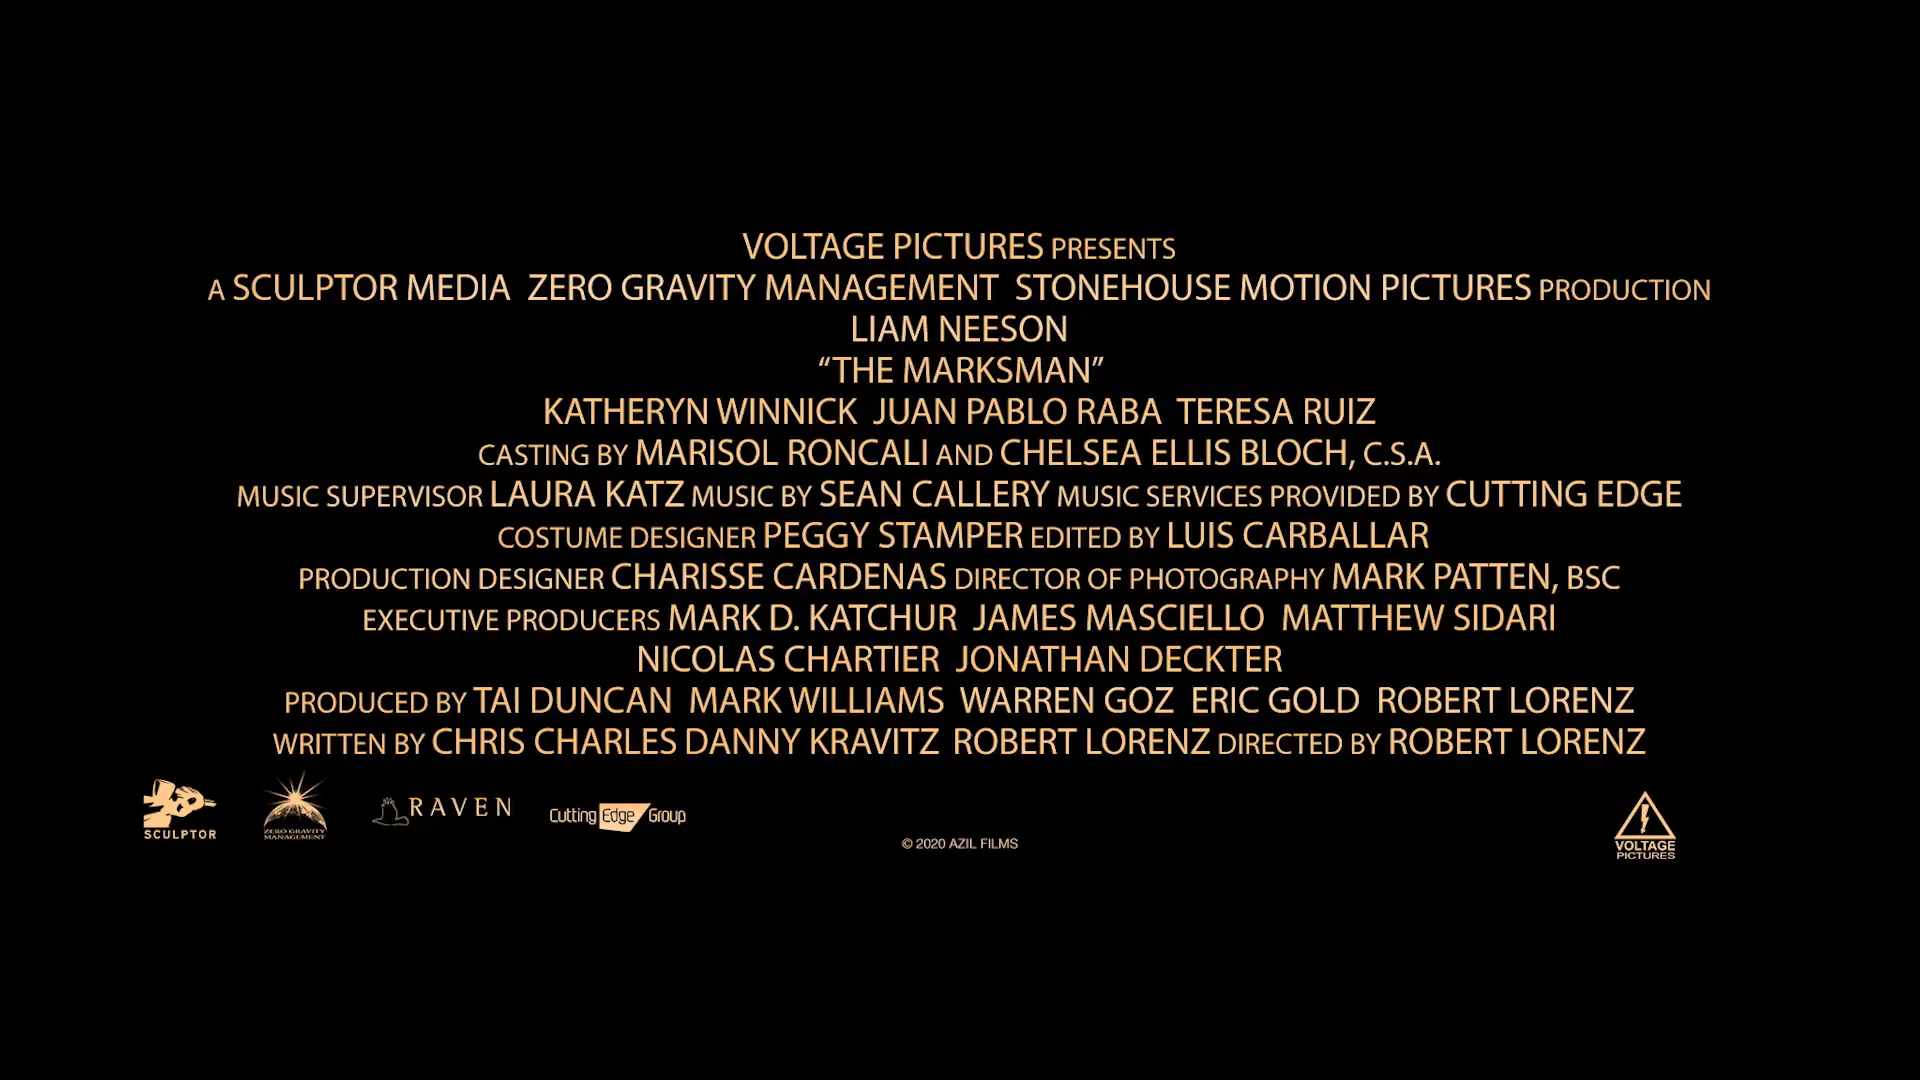 VOLTAGE PICTURES PRESENTS
A SCULPTOR MEDIA ZERO GRAVITY MANAGEMENT STONEHOUSE MOTION PICTURES PRODUCTION
LIAM NEESON
“THE MARKSMAN”
KATHERYN WINNICK JUAN PABLO RABA TERESA RUIZ
CASTING BY MARISOL RONCALI AND CHELSEA ELLIS BLOCH, C.S.A.
MUSIC SUPERVISOR LAURA KATZ MUSIC BY SEAN CALLERY MUSIC SERVICES PROVIDED BY CUTTING EDGE
COSTUME DESIGNER PEGGY STAMPER EDITED BY LUIS CARBALLAR
PRODUCTION DESIGNER CHARISSE CARDENAS DIRECTOR OF PHOTOGRAPHY MARK PATTEN, BSC
EXECUTIVE PRODUCERS MARK D. KATCHUR JAMES MASCIELLO MATTHEW SIDARI
NICOLAS CHARTIER JONATHAN DECKTER
PRODUCED BY TAI DUNCAN MARK WILLIAMS WARREN GOZ ERIC GOLD ROBERT LORENZ
WRITTEN BY CHRIS CHARLES DANNY KRAVITZ ROBERT LORENZ DIRECTED BY ROBERT LORENZ
SCULPTOR
ZERO GRAVITY
MANAGEMENT
RAVEN
Cutting Edge Group
© 2020 AZIL FILMS
VOLTAGE
PICTURES